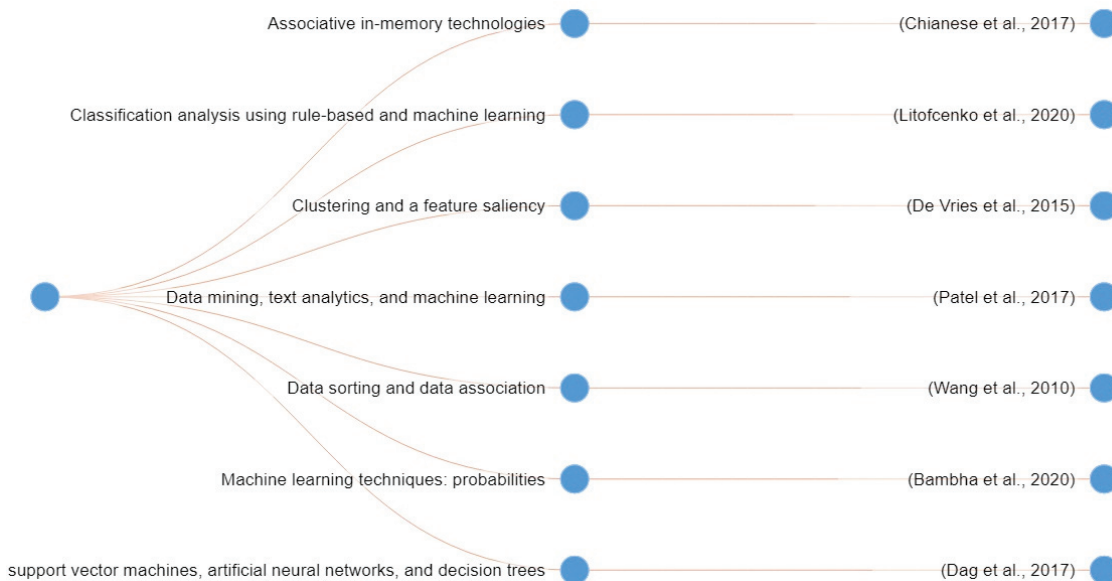 Associative in-memory technologies (Chianese et al., 2017)
Classification analysis using rule-based and machine learning (Litofcenko et al., 2020)
Clustering and a feature saliency (De Vries et al., 2015)
Data mining, text analytics, and machine learning (Patel et al., 2017)
Data sorting and data association (Wang et al., 2010)
Machine learning techniques: probabilities (Bambha et al., 2020)
support vector machines, artificial neural networks, and decision trees (Dag et al., 2017)